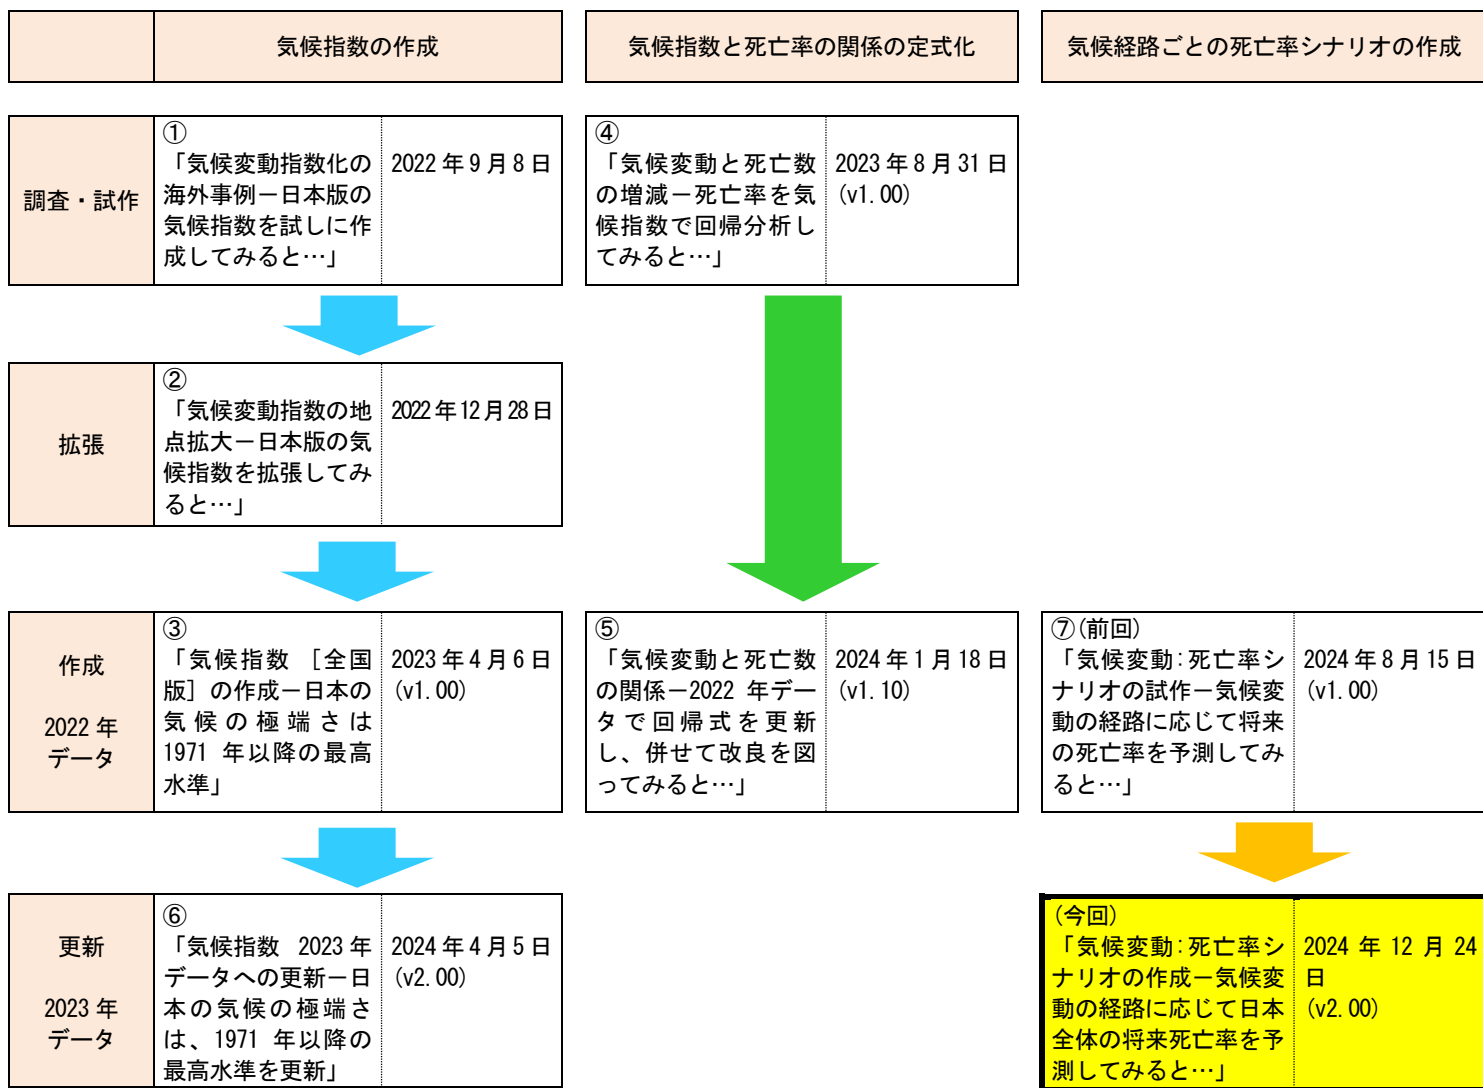 気候指数の作成
気候指数と死亡率の関係の定式化
気候経路ごとの死亡率シナリオの作成
調査・試作
①
「気候変動指数化の
海外事例－日本版の
気候指数を試しに作
成してみると…」
2022年9月8日
④
「気候変動と死亡数
の増減－死亡率を気
候指数で回帰分析し
てみると…」
2023年8月31日
(v1.00)
拡張
②
「気候変動指数の地
点拡大－日本版の気
候指数を拡張してみ
ると…」
2022年12月28日
作成
2022年
データ
③
「気候指数 [全国
版] の作成－日本の
気候の極端さは
1971 年以降の最高
水準」
2023年4月6日
(v1.00)
⑤
「気候変動と死亡数
の関係－2022 年デー
タで回帰式を更新
し、併せて改良を図
ってみると…」
2024年1月18日
(v1.10)
⑦(前回)
「気候変動:死亡率シ
ナリオの試作－気候変
動の経路に応じて将来
の死亡率を予測してみ
ると…」
2024年8月15日
(v1.00)
更新
2023年
データ
⑥
「気候指数 2023年
データへの更新－日
本の気候の極端さ
は、1971 年以降の
最高水準を更新」
2024年4月5日
(v2.00)
(今回)
「気候変動:死亡率シ
ナリオの作成－気候変
動の経路に応じて日本
全体の将来死亡率を予
測してみると…」
2024 年 12 月 24
日
(v2.00)